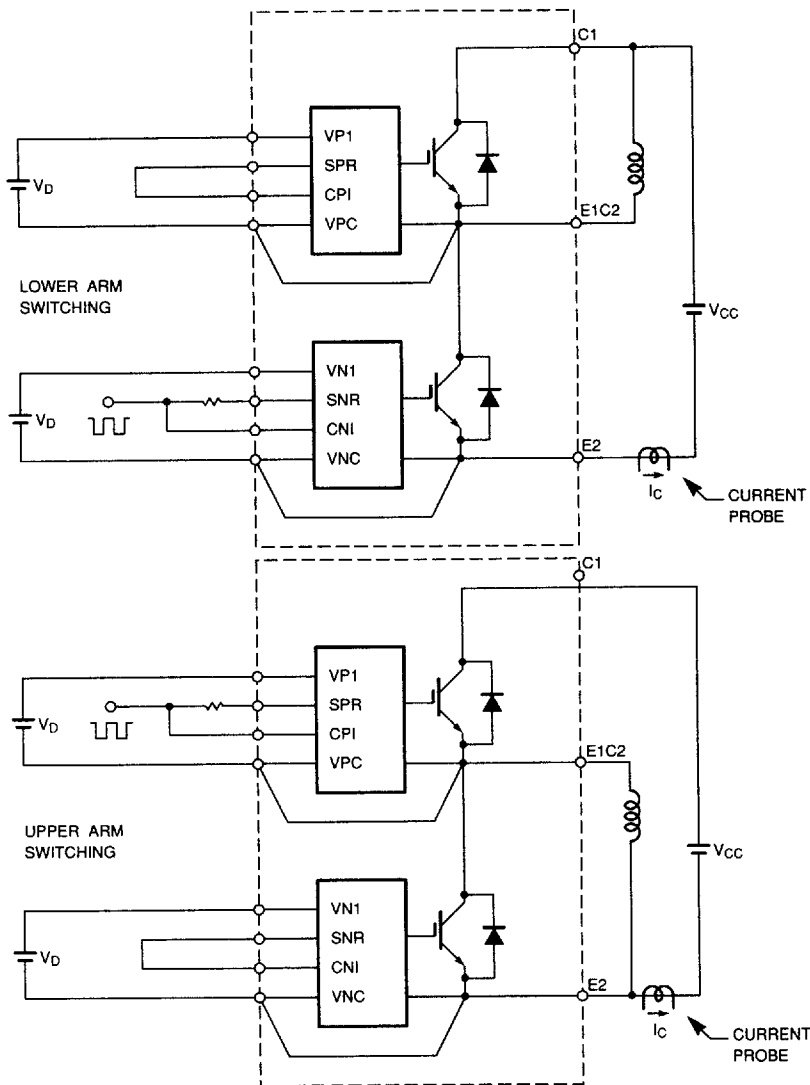 C1
VP1
SPR
CPI
VPC
VD
E1C2
LOWER ARM
SWITCHING
VCC
VN1
SNR
CNI
VNC
VD
E2
IC
CURRENT
PROBE
C1
VP1
SPR
CPI
VPC
VD
E1C2
UPPER ARM
SWITCHING
VCC
VN1
SNR
CNI
VNC
VD
E2
IC
CURRENT
PROBE